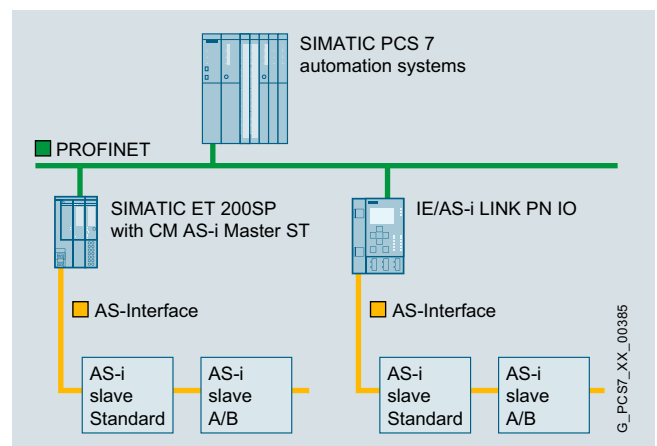 SIMATIC PCS 7
automation systems
PROFINET
SIMATIC ET 200SP
with CM AS-i Master ST
IE/AS-i LINK PN IO
AS-Interface
AS-Interface
AS-i
slave
Standard
AS-i
slave
A/B
AS-i
slave
Standard
AS-i
slave
A/B
G_PCS7_XX_00385